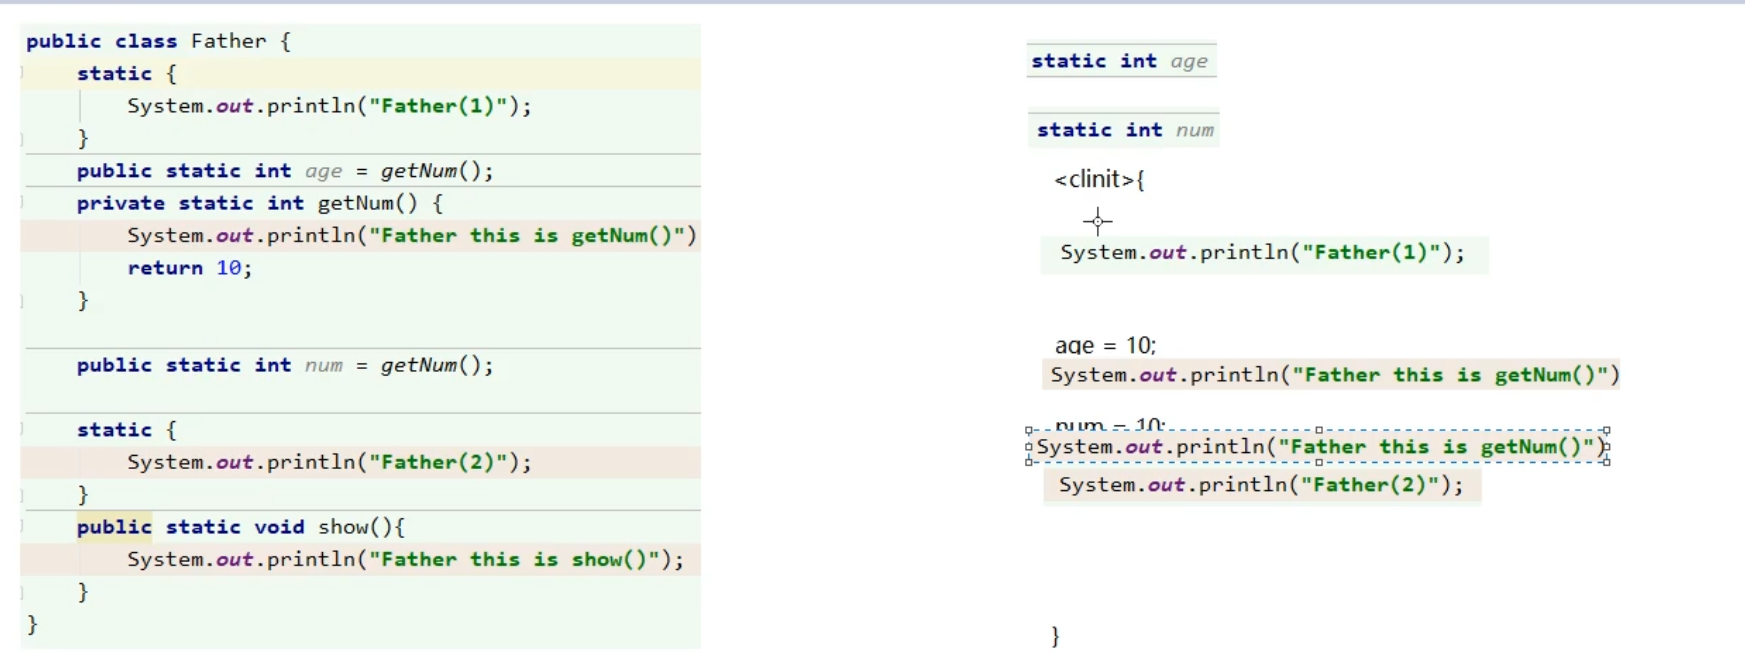 public class Father {
static {
System.out.println("Father(1)");
}
public static int age = getNum();
private static int getNum() {
System.out.println("Father this is getNum()")
return 10;
}
public static int num = getNum();
static {
System.out.println("Father(2)");
}
public static void show(){
System.out.println("Father this is show()");
}
}
static int age
static int num
<clinit>{
System.out.println("Father(1)");
age = 10;
System.out.println("Father this is getNum()")
num = 10;
System.out.println("Father this is getNum()")
System.out.println("Father(2)");
}